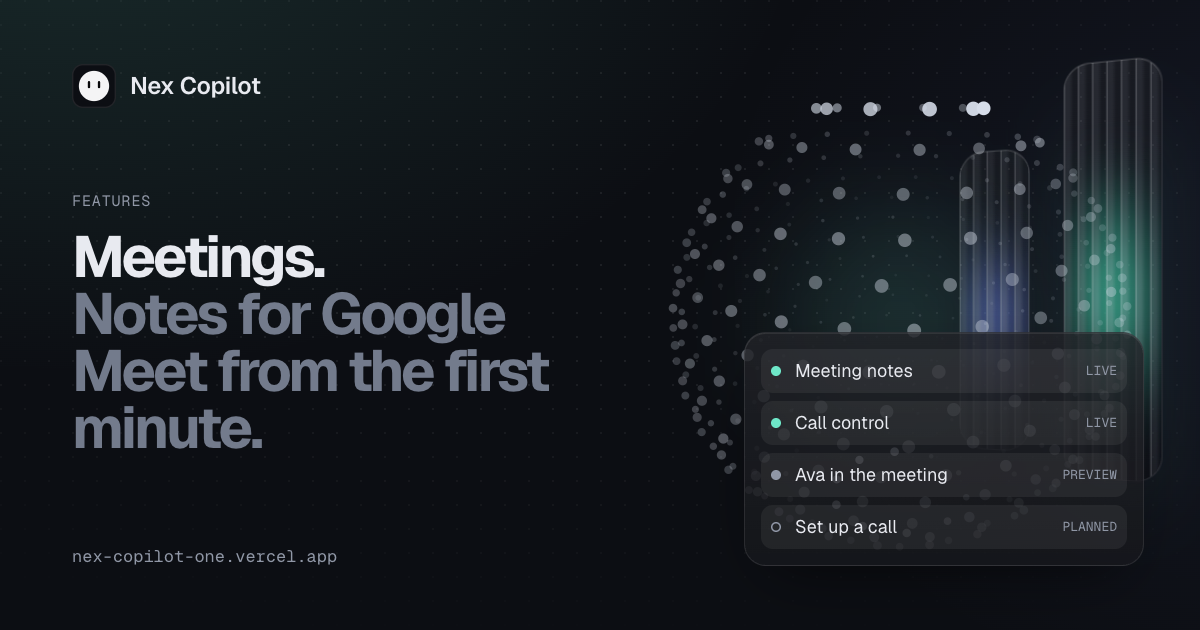 Nex Copilot
FEATURES
Meetings.
Notes for Google
Meet from the first
minute.
nex-copilot-one.vercel.app
Meeting notes LIVE
Call control LIVE
Ava in the meeting PREVIEW
Set up a call PLANNED